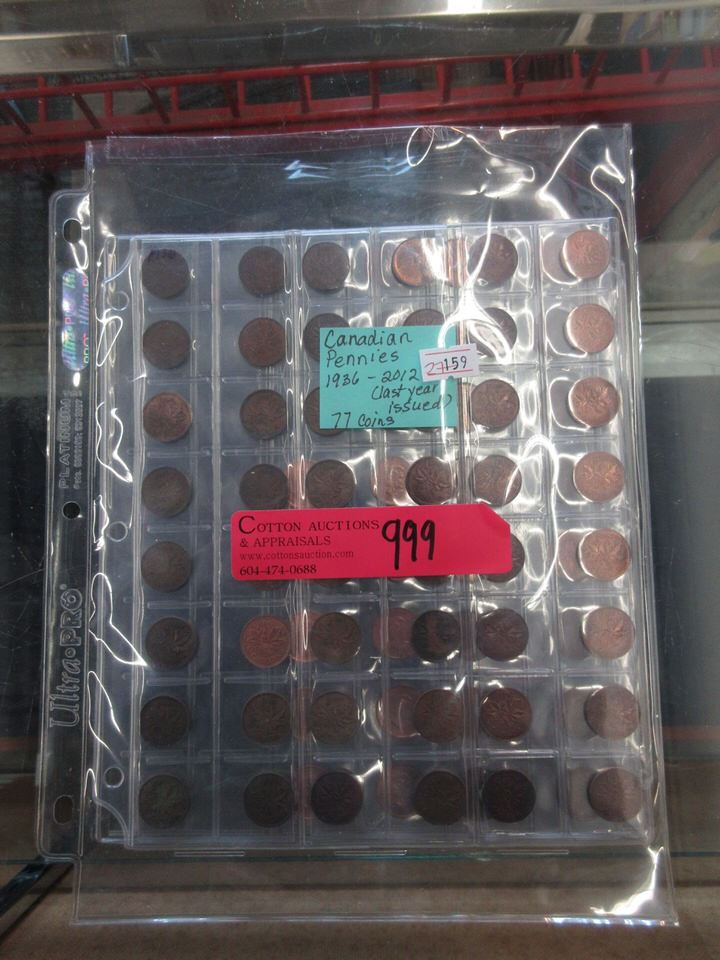 Canadian
Pennies
1936 - 2012
(last year
issued)
77 Coins
159
COTTON AUCTIONS
& APPRAISALS
www.cottonsauction.com
604-474-0688
999
PLATINUM
Ultra•PRO®